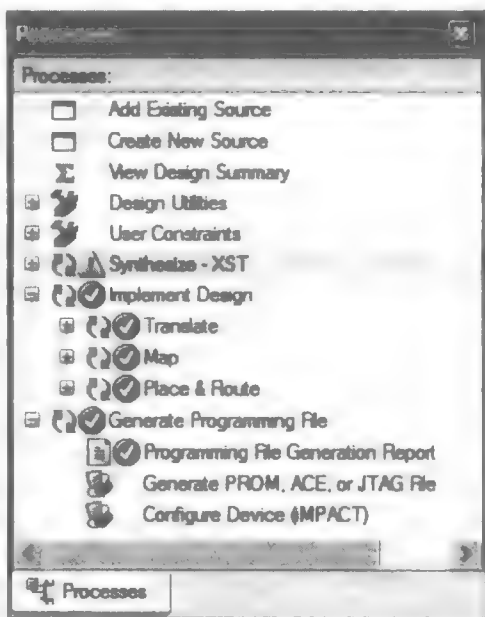 Processes:
Add Existing Source
Create New Source
Σ View Design Summary
Design Utilities
User Constraints
Synthesize - XST
Implement Design
Translate
Map
Place & Route
Generate Programming File
Programming File Generation Report
Generate PROM, ACE, or JTAG File
Configure Device (iMPACT)
Processes